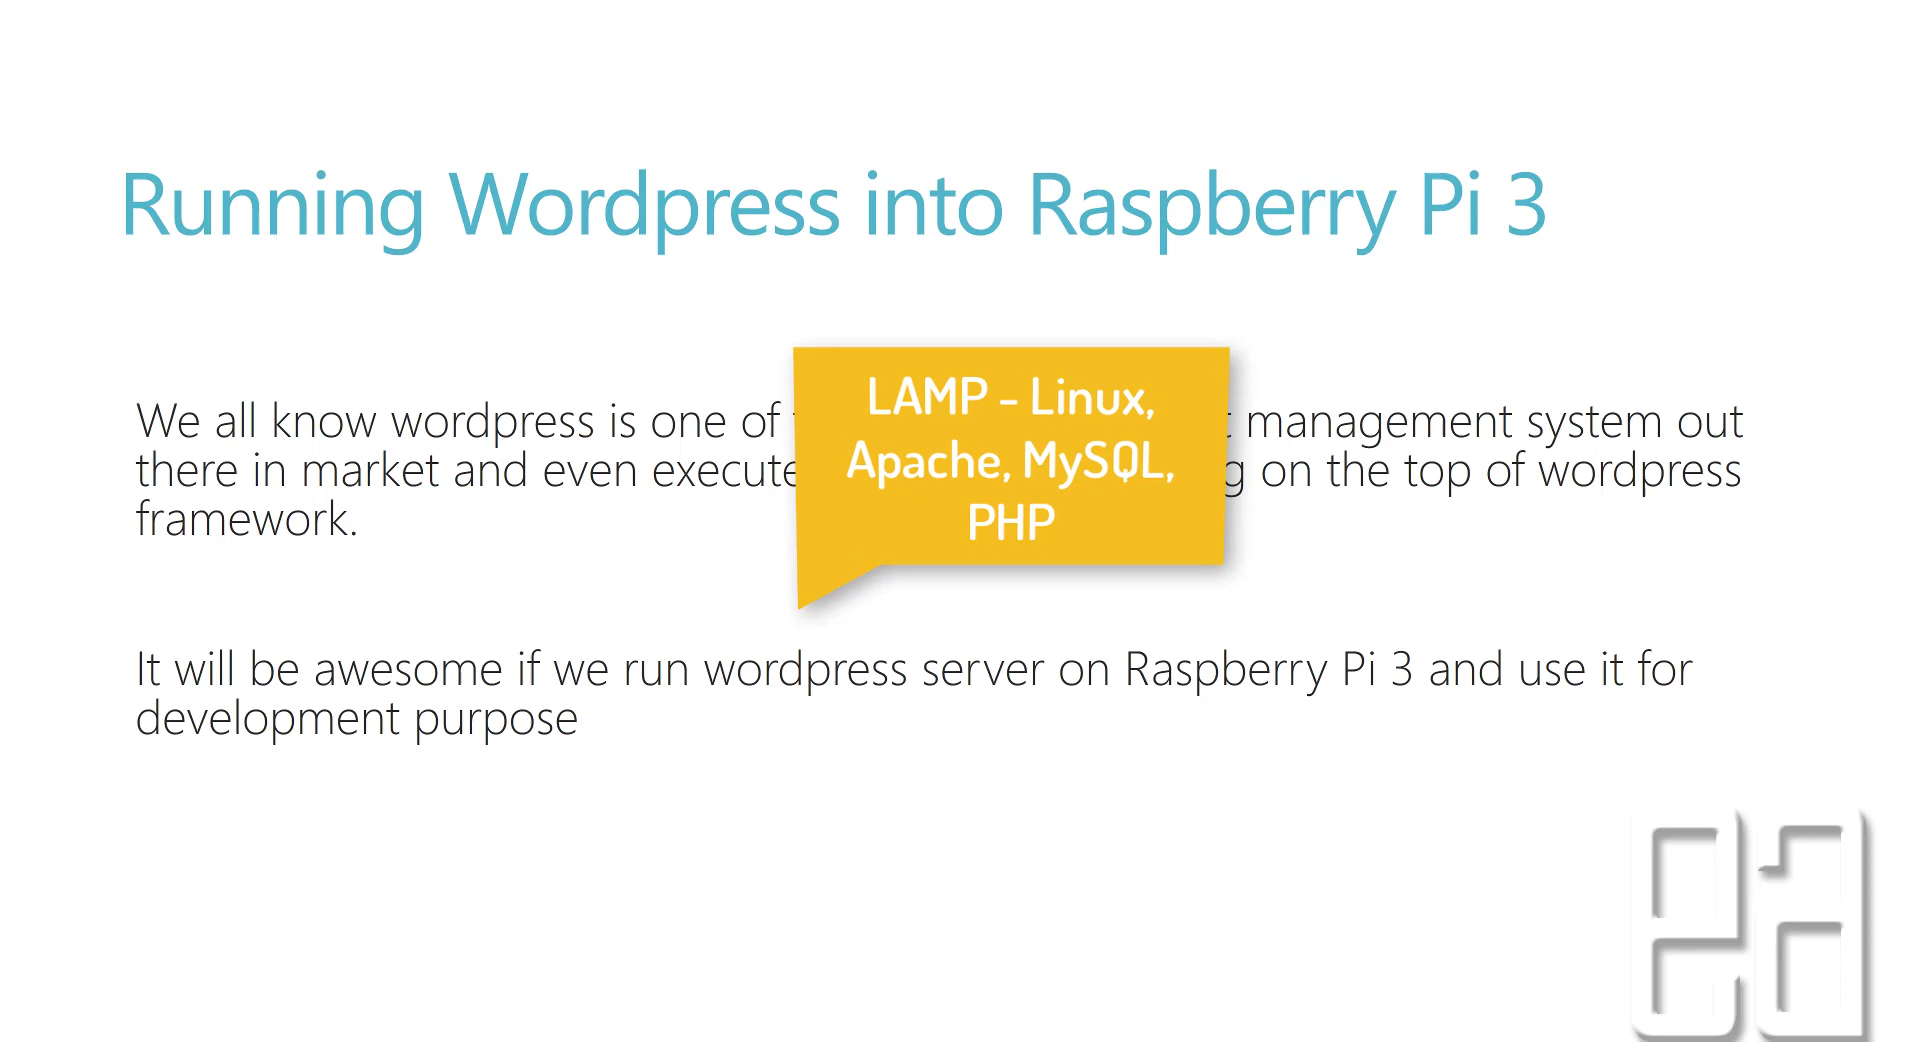 Running Wordpress into Raspberry Pi 3
LAMP - Linux,
Apache, MySQL,
PHP
We all know wordpress is one of management system out
there in market and even on the top of wordpress
framework.
It will be awesome if we run wordpress server on Raspberry Pi 3 and use it for
development purpose
ea